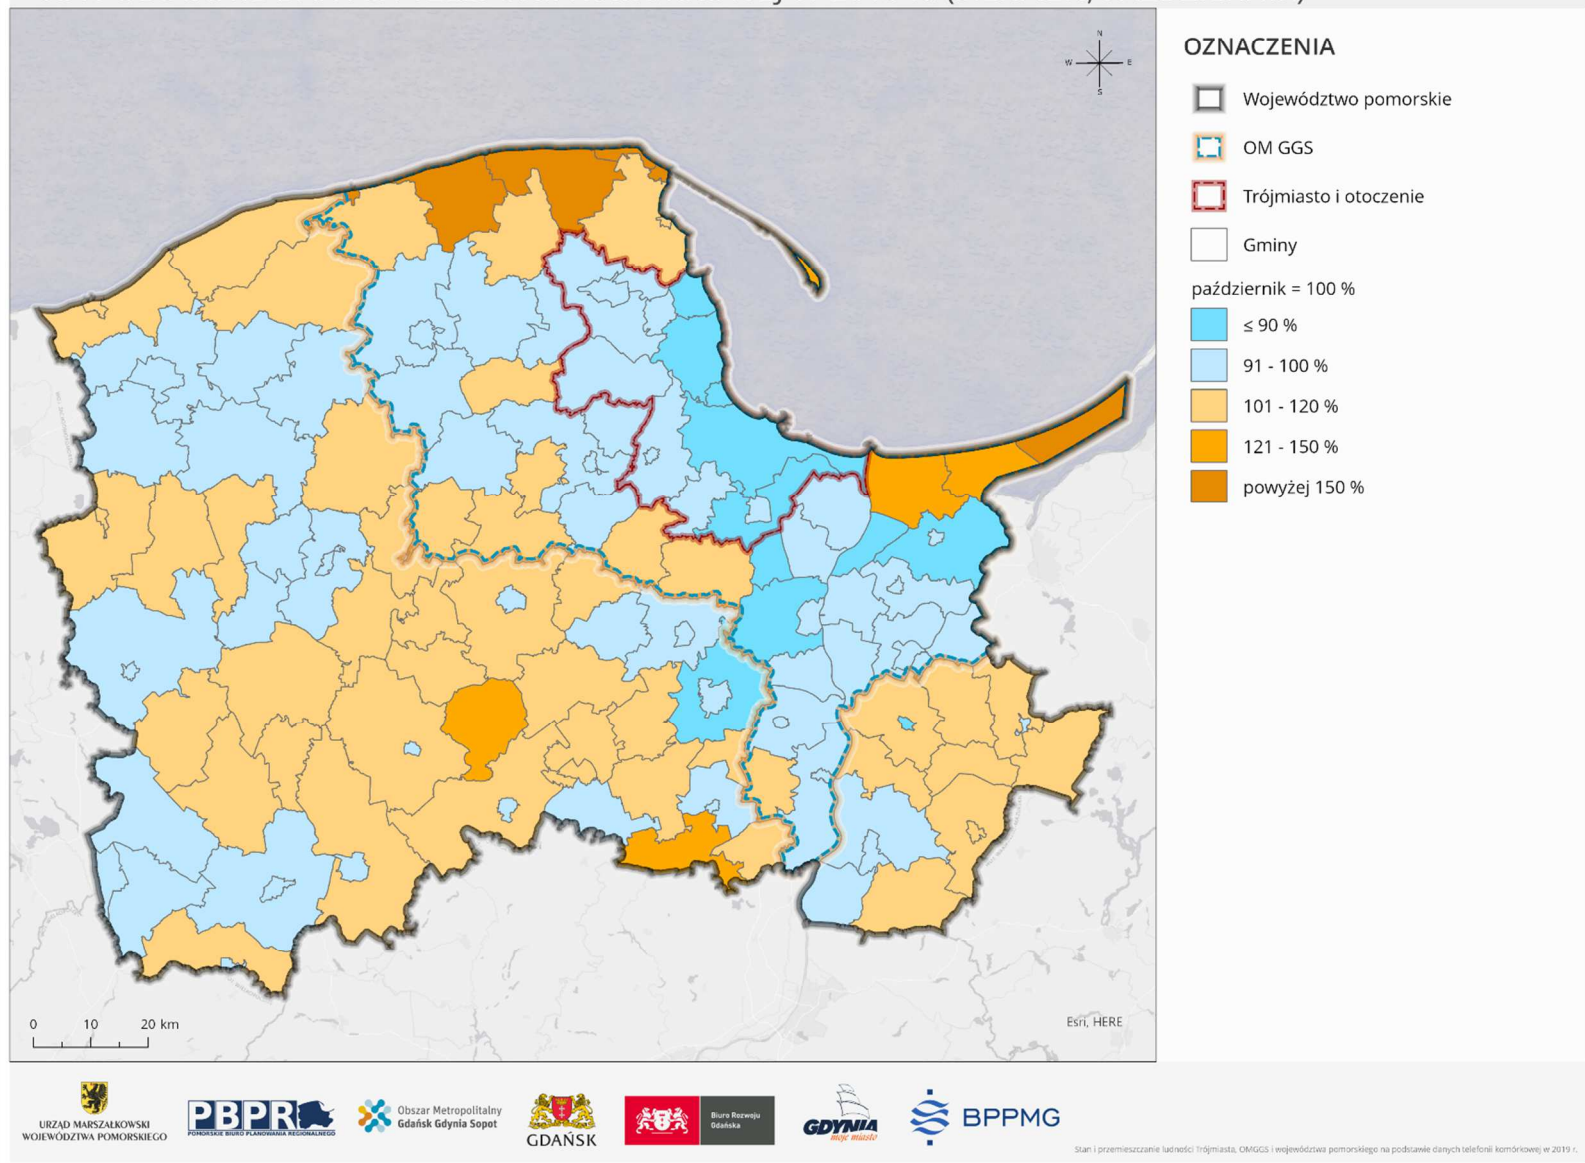 N
W
E
S
OZNACZENIA
Województwo pomorskie
OM GGS
Trójmiasto i otoczenie
Gminy
październik = 100 %
≤ 90 %
91 - 100 %
101 - 120 %
121 - 150 %
powyżej 150 %
0 10 20 km
Esri, HERE
URZĄD MARSZAŁKOWSKI
WOJEWÓDZTWA POMORSKIEGO
PBPR
POMORSKIE BIURO PLANOWANIA REGIONALNEGO
Obszar Metropolitalny
Gdańsk Gdynia Sopot
GDAŃSK
Biuro Rozwoju
Gdańska
GDYNIA
moje miasto
BPPMG
Stan i przemieszczanie ludności Trójmiasta, OMGGS i województwa pomorskiego na podstawie danych telefonii komórkowej w 2019 r.